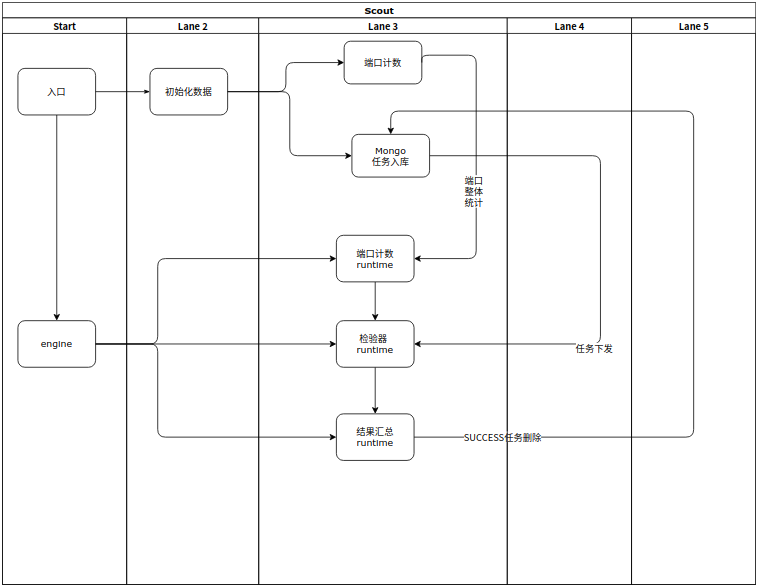 Scout
Start
Lane 2
Lane 3
Lane 4
Lane 5
入口
初始化数据
端口计数
Mongo
任务入库
端口
整体
统计
端口计数
runtime
engine
检验器
runtime
任务下发
结果汇总
runtime
SUCCESS任务删除